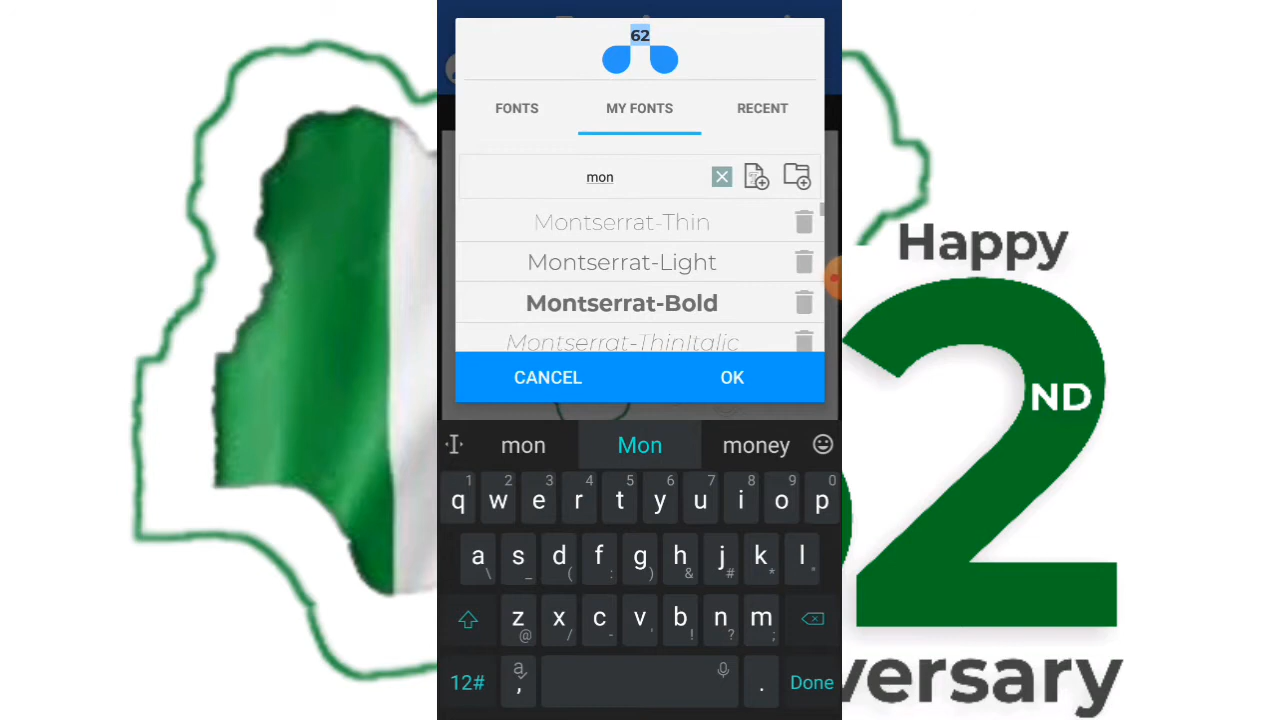 62
FONTS MY FONTS RECENT
mon
Montserrat-Thin
Montserrat-Light
Montserrat-Bold
Montserrat-ThinItalic
CANCEL OK
mon Mon money
1 2 3 4 5 6 7 8 9 0
q w e r t y u i o p
a s d f g h j k l
\ _ ( : ) & # * "
z x c v b n m
@ / - ' ! ? ;
12# a , . Done
Happy
2
ND
versary